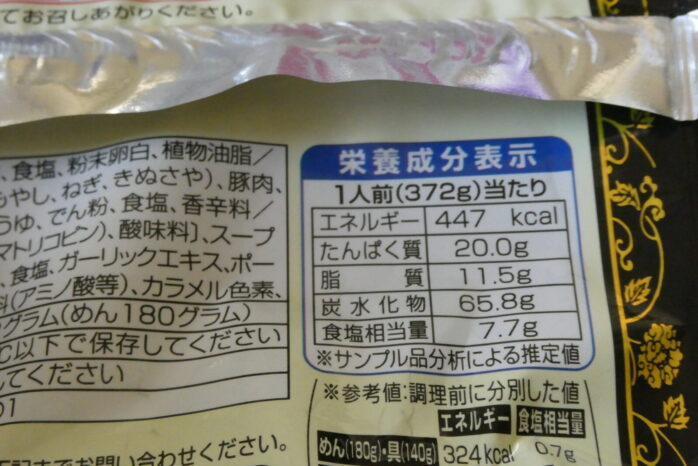 てお召しあがりください。
、食塩、粉末卵白、植物油脂/
もやし、ねぎ、きぬさや)、豚肉、
うゆ、でん粉、食塩、香辛料/
マトリコピン)、酸味料〕、スープ
、食塩、ガーリックエキス、ポー
料(アミノ酸等)、カラメル色素、
グラム(めん180グラム)
℃以下で保存してください
してください
01
下記までお問い合わせください。
栄養成分表示
1人前(372g)当たり
エネルギー 447 kcal
たんぱく質 20.0g
脂質 11.5g
炭水化物 65.8g
食塩相当量 7.7g
※サンプル品分析による推定値
※参考値:調理前に分別した値
エネルギー 食塩相当量
めん(180g)・具(140g) 324kcal 0.7g